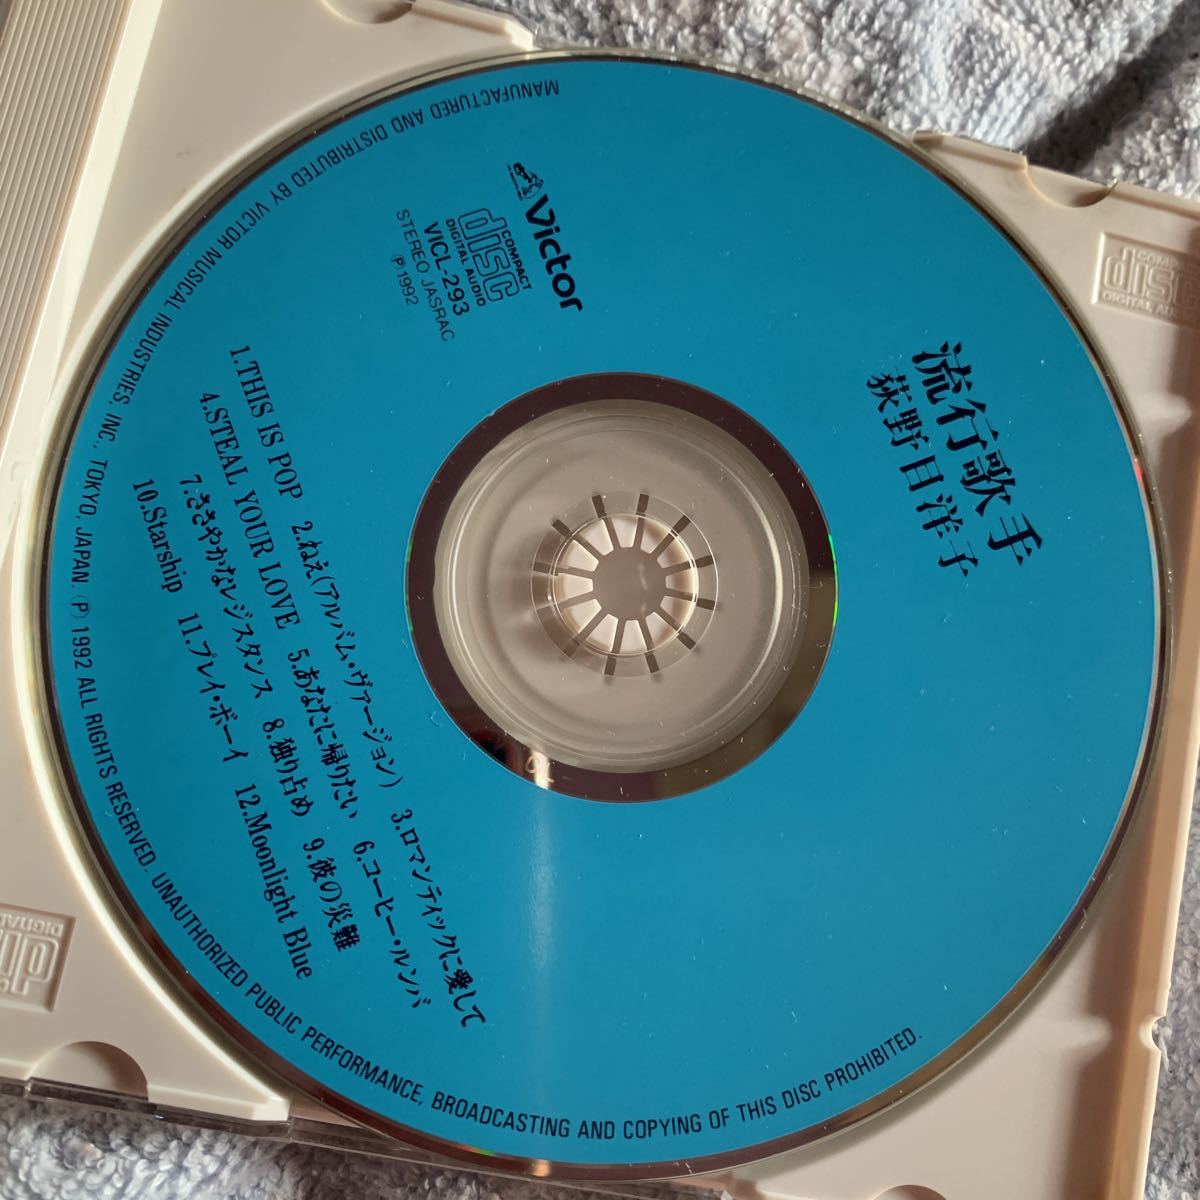 流行歌手
荻野目洋子
Victor
COMPACT
disc
DIGITAL AUDIO
VICL-293
STEREO JASRAC
Ⓟ1992
1.THIS IS POP 2.ねえ(アルバム・ヴァージョン) 3.ロマンティックに愛して
4.STEAL YOUR LOVE 5.あなたに帰りたい 6.コーヒー・ルンバ
7.ささやかなレジスタンス 8.独り占め 9.彼の災難
10.Starship 11.プレイ・ボーイ 12.Moonlight Blue
MANUFACTURED AND DISTRIBUTED BY VICTOR MUSICAL INDUSTRIES, INC., TOKYO, JAPAN. Ⓟ 1992 ALL RIGHTS RESERVED. UNAUTHORIZED PUBLIC PERFORMANCE, BROADCASTING AND COPYING OF THIS DISC PROHIBITED.